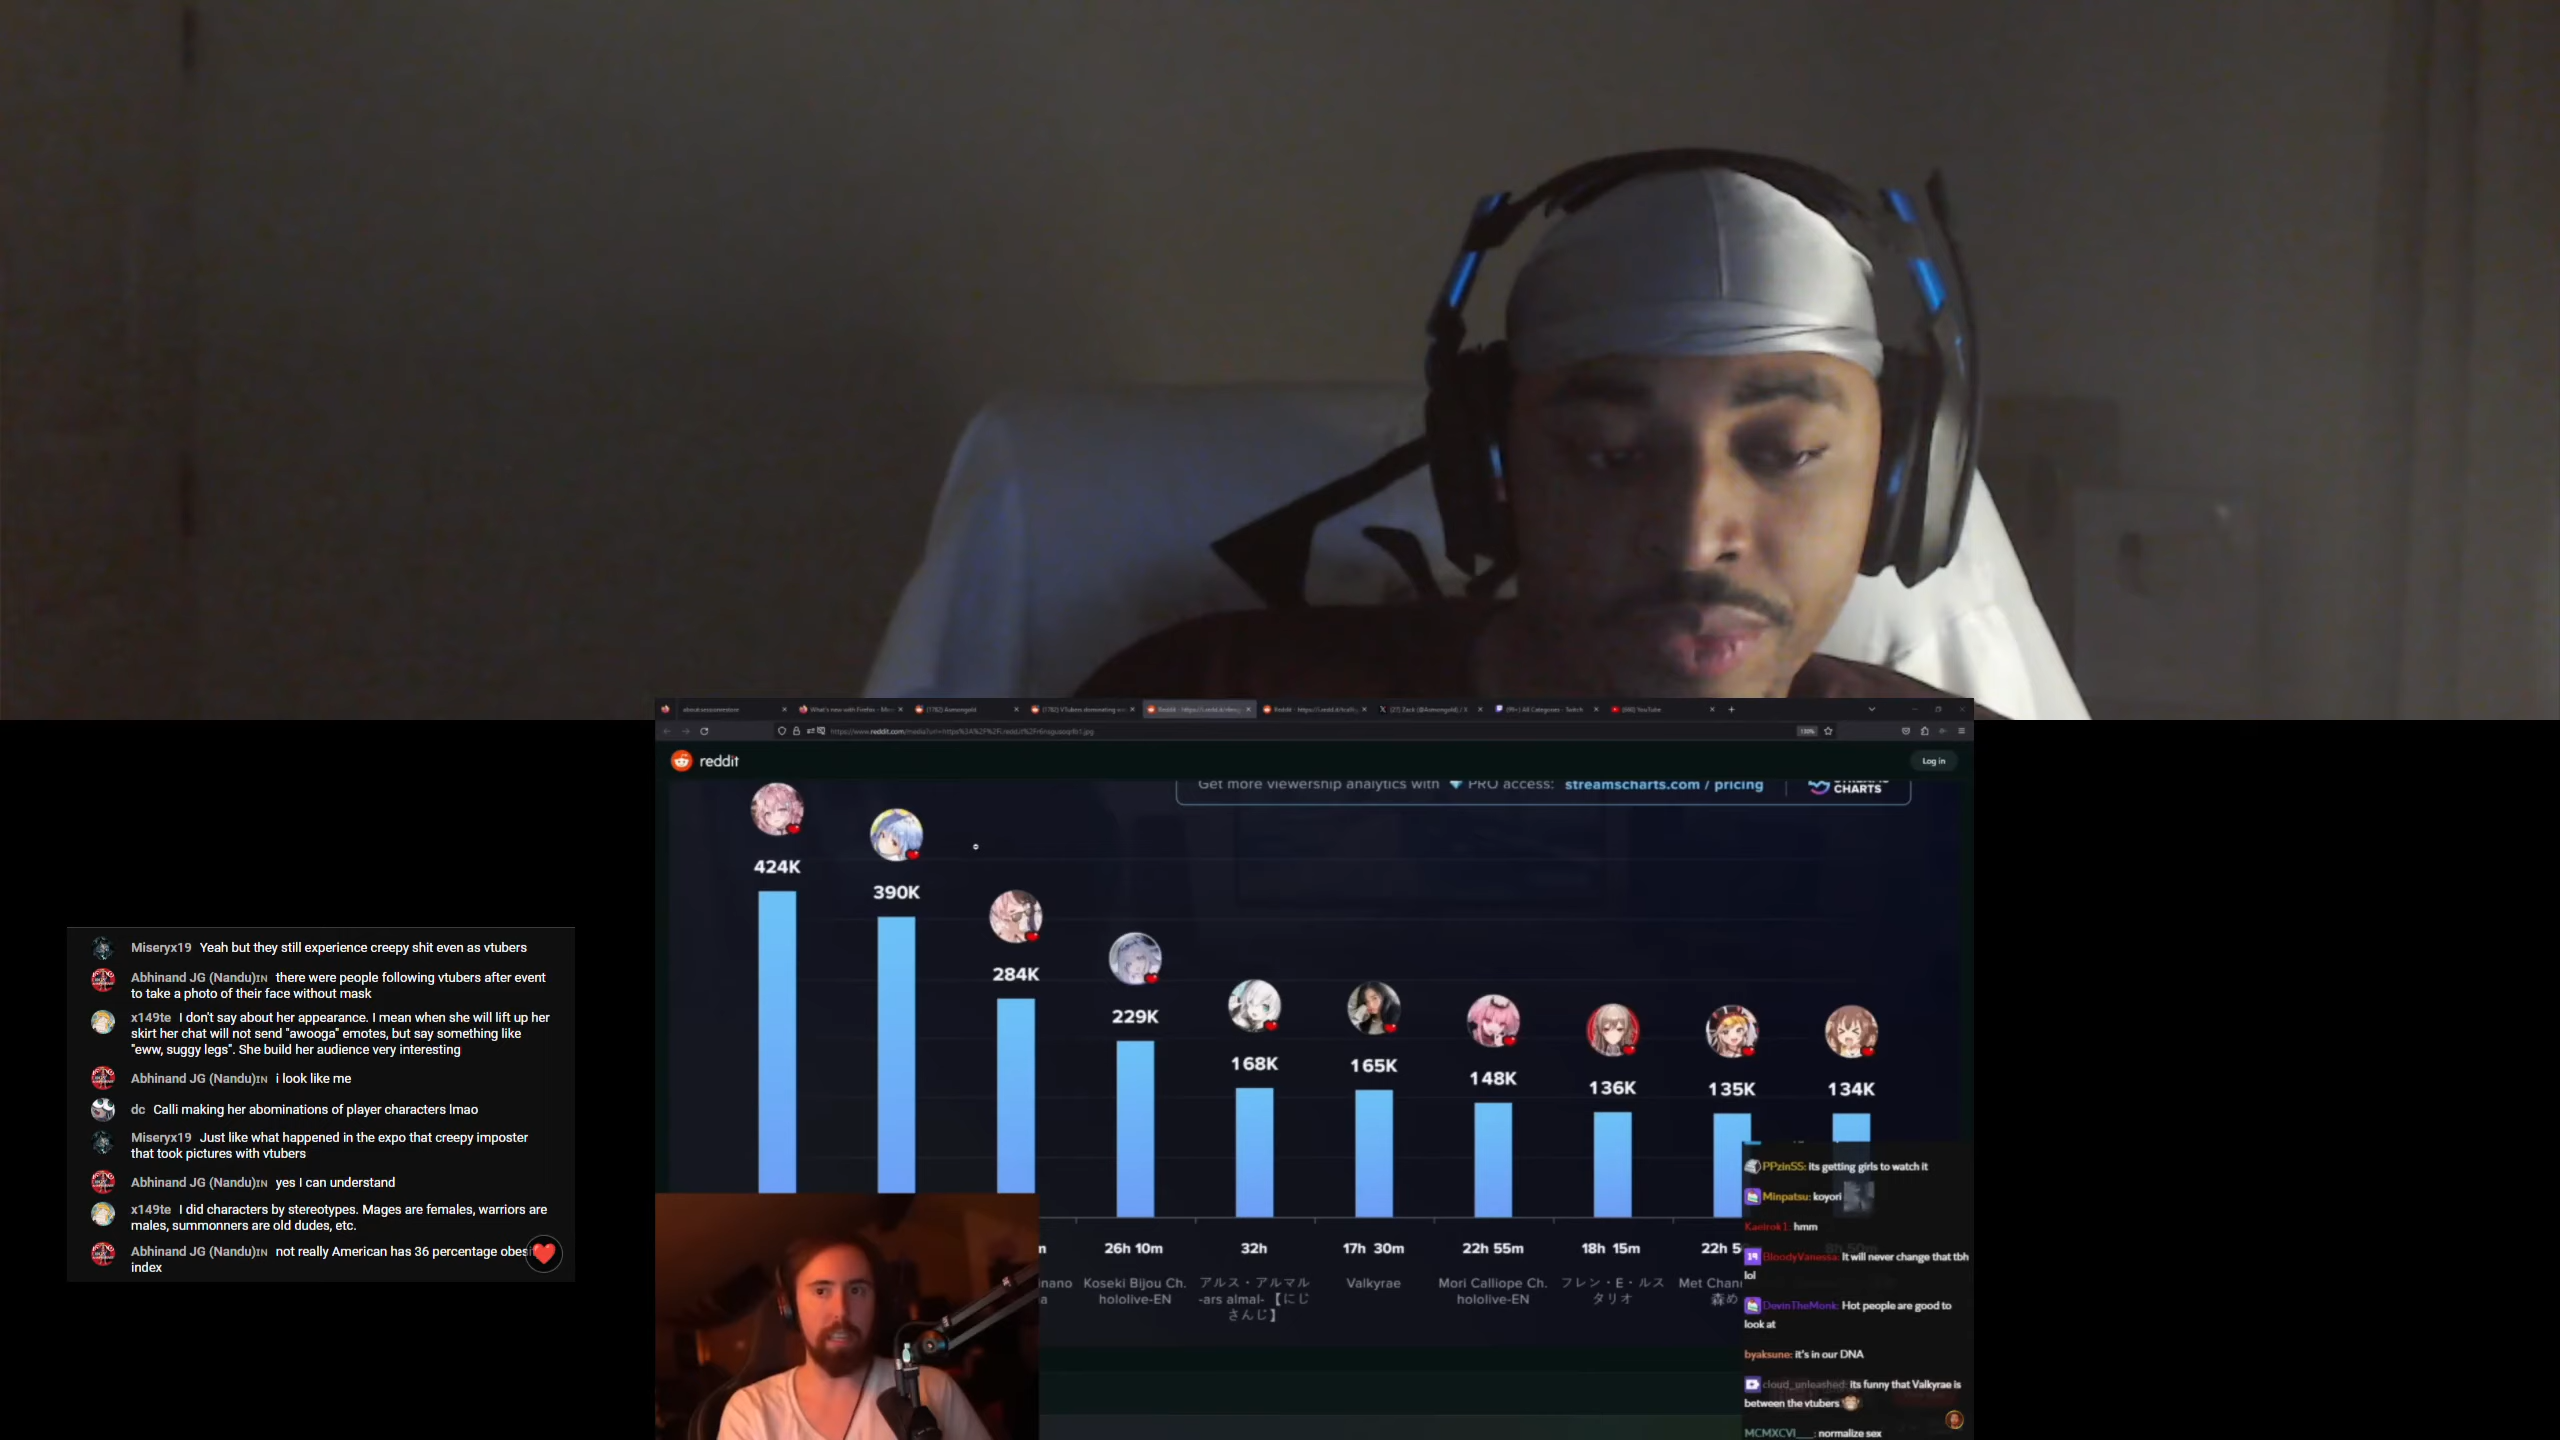 Miseryx19 Yeah but they still experience creepy shit even as vtubers
Abhinand JG (Nandu)IN there were people following vtubers after event
to take a photo of their face without mask
x149te I don't say about her appearance. I mean when she will lift up her
skirt her chat will not send "awooga" emotes, but say something like
"eww, suggy legs". She build her audience very interesting
Abhinand JG (Nandu)IN i look like me
dc Calli making her abominations of player characters lmao
Miseryx19 Just like what happened in the expo that creepy imposter
that took pictures with vtubers
Abhinand JG (Nandu)IN yes I can understand
x149te I did characters by stereotypes. Mages are females, warriors are
males, summonners are old dudes, etc.
Abhinand JG (Nandu)IN not really American has 36 percentage obes
index
reddit
Log in
Get more viewership analytics with PRO access: streamscharts.com / pricing
CHARTS
424K
390K
284K
229K
168K
165K
148K
136K
135K
134K
26h 10m
32h
17h 30m
22h 55m
18h 15m
22h 5
Koseki Bijou Ch.
hololive-EN
アルス・アルマル
-ars almal- 【にじ
さんじ】
Valkyrae
Mori Calliope Ch.
hololive-EN
フレン・E・ルス
タリオ
Met Chan
森め
PPzinSS: its getting girls to watch it
Minpatsu: koyori
hmm
BloodyVanessa: It will never change that tbh
lol
DevinTheMonk: Hot people are good to
look at
byaksune: it's in our DNA
cloud_unleashed: its funny that Valkyrae is
between the vtubers
MCMXCVI___: normalize sex